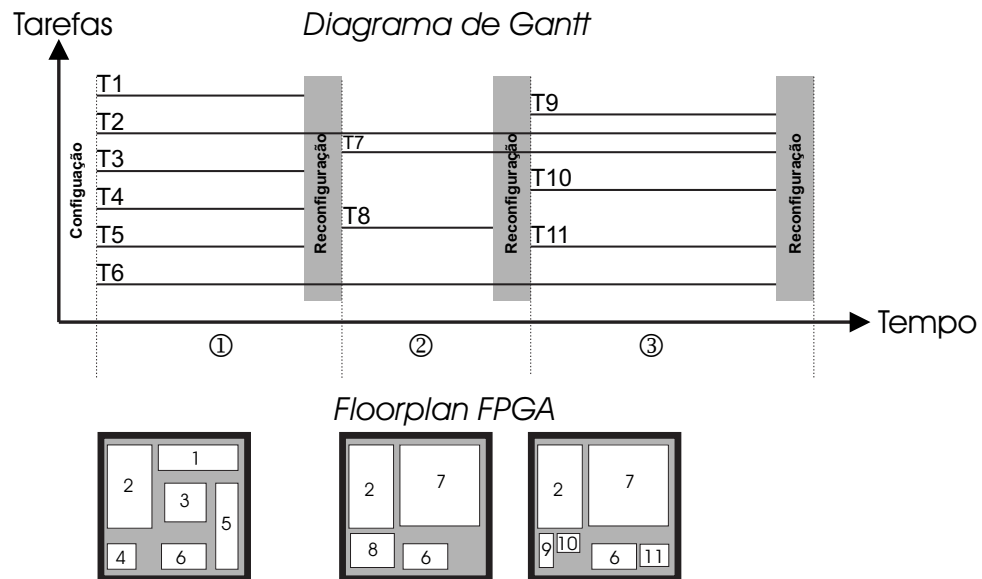 Tarefas
Diagrama de Gantt
T1
T2
T3
T4
T5
T6
Configuação
Reconfiguração
T7
T8
Reconfiguração
T9
T10
T11
Reconfiguração
Tempo
① ② ③
Floorplan FPGA
1
2
3
5
4 6
2 7
8 6
2 7
9 10 6 11